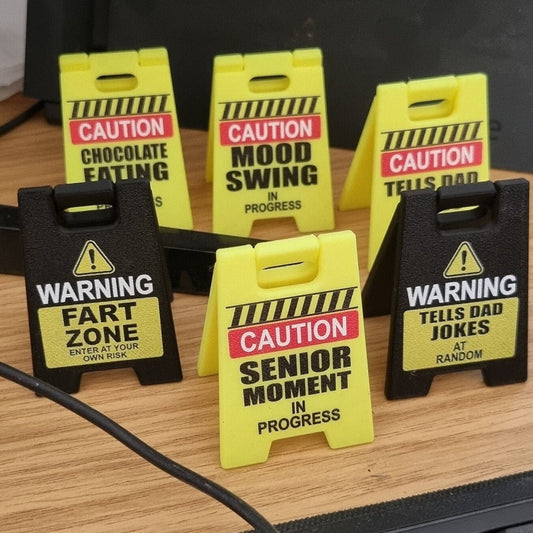 CAUTION
CHOCOLATE
EATING
CAUTION
MOOD
SWING
IN
PROGRESS
CAUTION
TELLS DAD
WARNING
FART
ZONE
ENTER AT YOUR
OWN RISK
CAUTION
SENIOR
MOMENT
IN
PROGRESS
WARNING
TELLS DAD
JOKES
AT
RANDOM